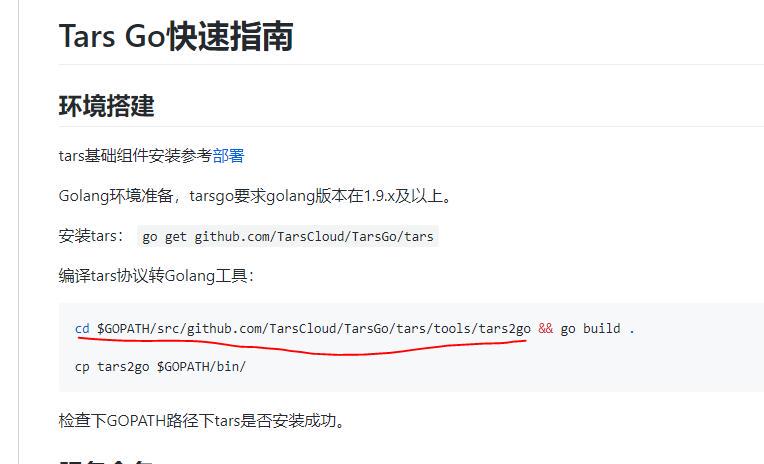 Tars Go快速指南
环境搭建
tars基础组件安装参考部署
Golang环境准备，tarsgo要求golang版本在1.9.x及以上。
安装tars： go get github.com/TarsCloud/TarsGo/tars
编译tars协议转Golang工具：
cd $GOPATH/src/github.com/TarsCloud/TarsGo/tars/tools/tars2go && go build .
cp tars2go $GOPATH/bin/
检查下GOPATH路径下tars是否安装成功。